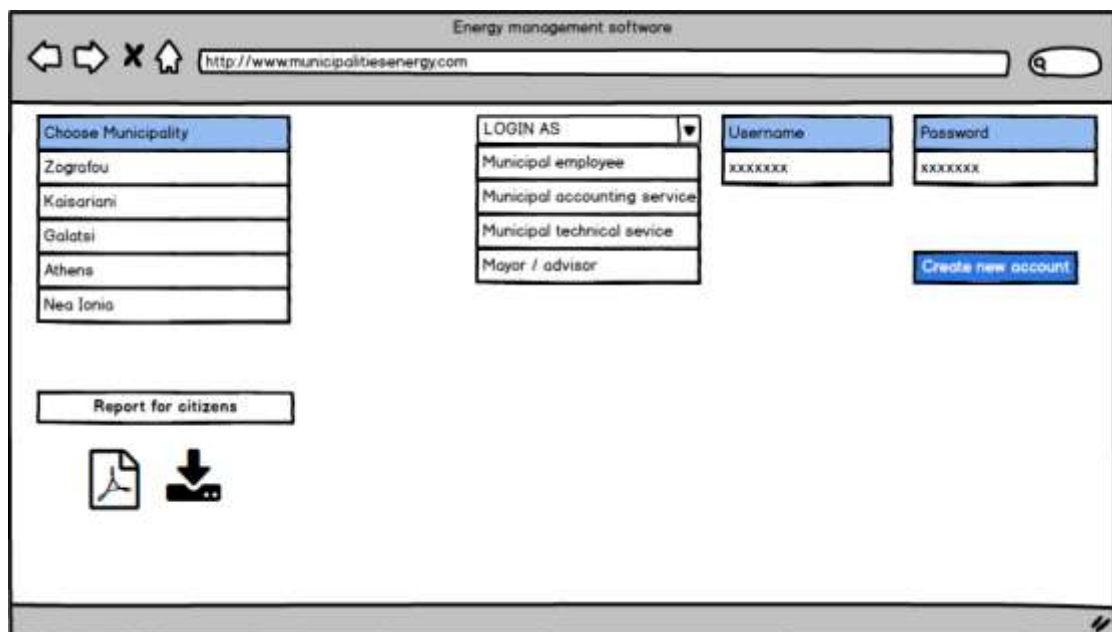 Energy management software
http://www.municipalitiesenergy.com
Choose Municipality
Zografou
Kaisariani
Galatsi
Athens
Nea Ionia
LOGIN AS
Municipal employee
Municipal accounting service
Municipal technical sevice
Mayor / advisor
Username
xxxxxxx
Password
xxxxxxx
Create new account
Report for citizens